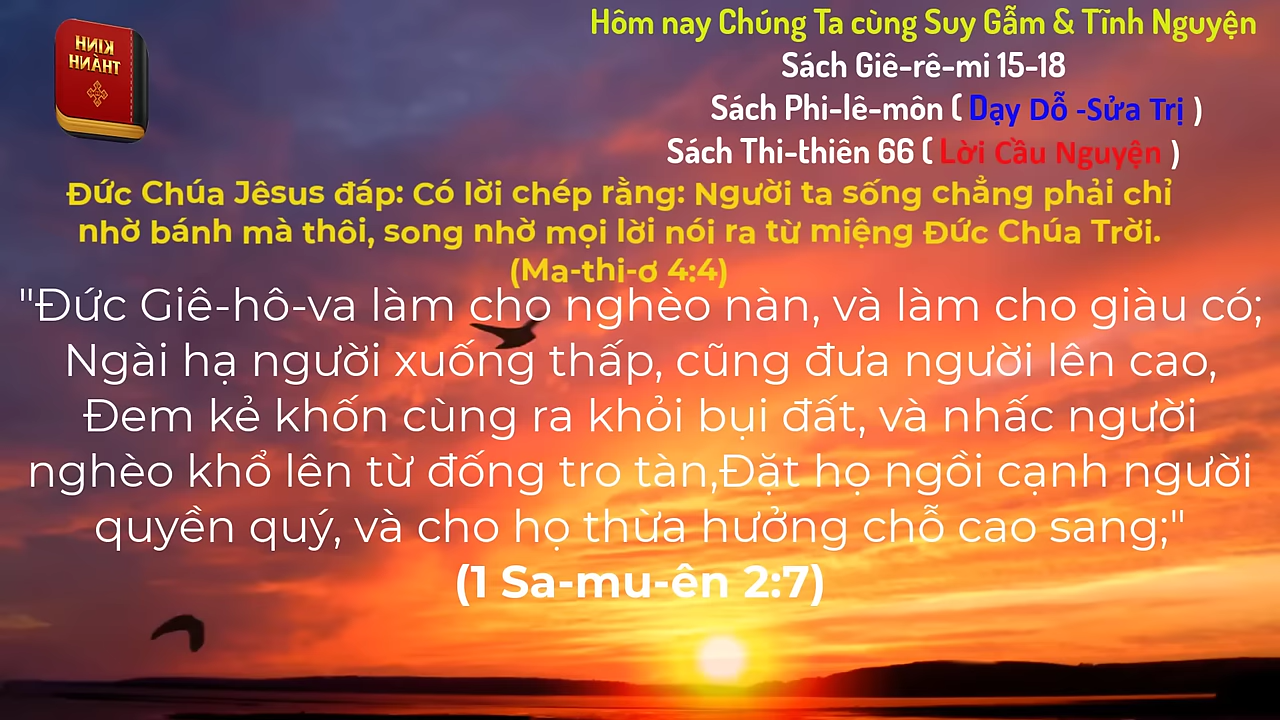 KINH
THÁNH
Hôm nay Chúng Ta cùng Suy Gẫm & Tĩnh Nguyện
Sách Giê-rê-mi 15-18
Sách Phi-lê-môn ( Dạy Dỗ -Sửa Trị )
Sách Thi-thiên 66 ( Lời Cầu Nguyện )
Đức Chúa Jêsus đáp: Có lời chép rằng: Người ta sống chẳng phải chỉ
nhờ bánh mà thôi, song nhờ mọi lời nói ra từ miệng Đức Chúa Trời.
(Ma-thi-ơ 4:4)
"Đức Giê-hô-va làm cho nghèo nàn, và làm cho giàu có;
Ngài hạ người xuống thấp, cũng đưa người lên cao,
Đem kẻ khốn cùng ra khỏi bụi đất, và nhấc người
nghèo khổ lên từ đống tro tàn,Đặt họ ngồi cạnh người
quyền quý, và cho họ thừa hưởng chỗ cao sang;"
(1 Sa-mu-ên 2:7)